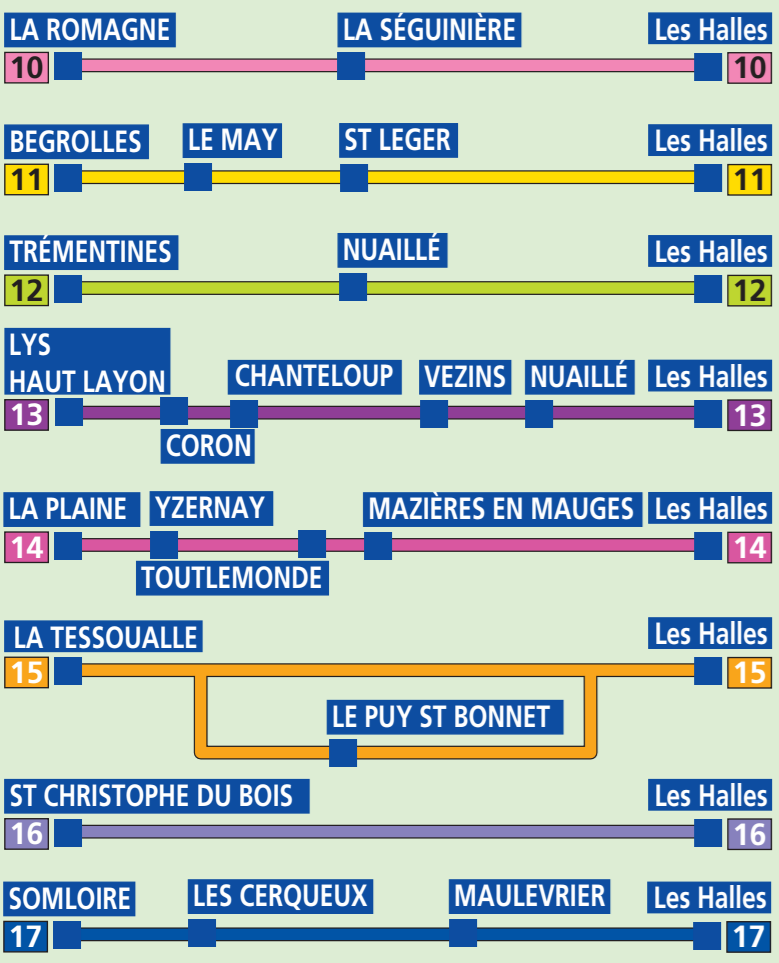 LA ROMAGNE LA SÉGUINIÈRE Les Halles
10 10
BEGROLLES LE MAY ST LEGER Les Halles
11 11
TRÉMENTINES NUAILLÉ Les Halles
12 12
LYS
HAUT LAYON CHANTELOUP VEZINS NUAILLÉ Les Halles
13 13
CORON
LA PLAINE YZERNAY MAZIÈRES EN MAUGES Les Halles
14 14
TOUTLEMONDE
LA TESSOUALLE Les Halles
15 15
LE PUY ST BONNET
ST CHRISTOPHE DU BOIS Les Halles
16 16
SOMLOIRE LES CERQUEUX MAULEVRIER Les Halles
17 17